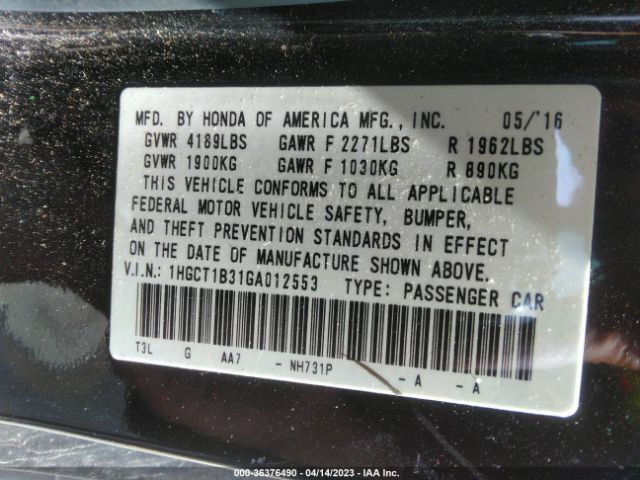 MFD. BY HONDA OF AMERICA MFG., INC. 05/'16
GVWR 4189LBS GAWR F 2271LBS R 1962LBS
GVWR 1900KG GAWR F 1030KG R 890KG
THIS VEHICLE CONFORMS TO ALL APPLICABLE
FEDERAL MOTOR VEHICLE SAFETY, BUMPER,
AND THEFT PREVENTION STANDARDS IN EFFECT
ON THE DATE OF MANUFACTURE SHOWN ABOVE.
V.I.N.: 1HGCT1B31GA012553 TYPE: PASSENGER CAR
T3L G AA7 - NH731P - A - A
000-36376490 - 04/14/2023 - IAA Inc.